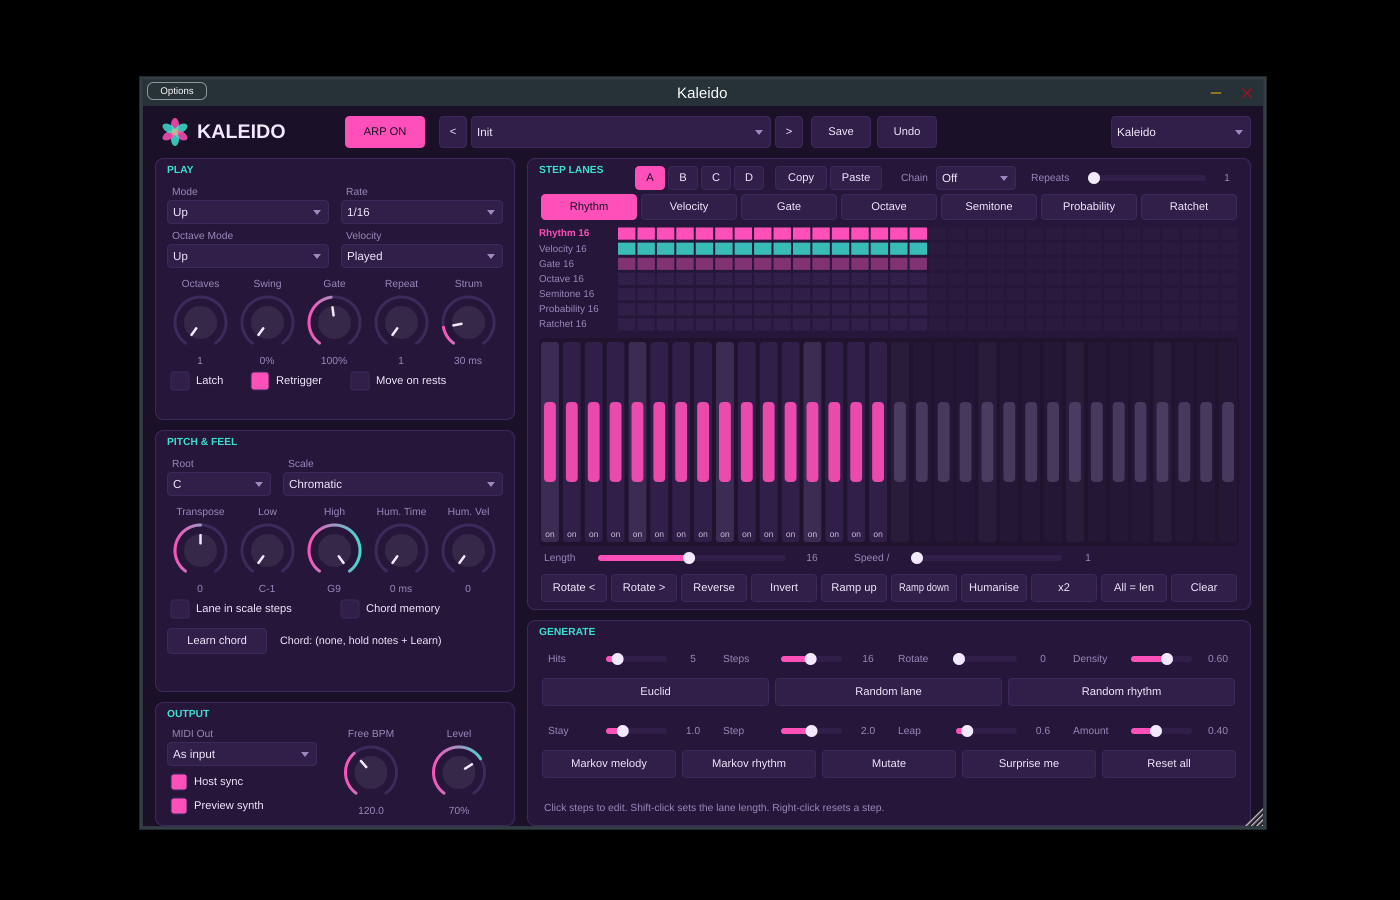 Options
Kaleido
KALEIDO
ARP ON
<
Init
>
Save
Undo
Kaleido
PLAY
Mode
Rate
Up
1/16
Octave Mode
Velocity
Up
Played
Octaves
Swing
Gate
Repeat
Strum
1
0%
100%
1
30 ms
Latch
Retrigger
Move on rests
PITCH & FEEL
Root
Scale
C
Chromatic
Transpose
Low
High
Hum. Time
Hum. Vel
0
C-1
G9
0 ms
0
Lane in scale steps
Chord memory
Learn chord
Chord: (none, hold notes + Learn)
OUTPUT
MIDI Out
Free BPM
Level
As input
Host sync
Preview synth
120.0
70%
STEP LANES
A
B
C
D
Copy
Paste
Chain
Off
Repeats
1
Rhythm
Velocity
Gate
Octave
Semitone
Probability
Ratchet
Rhythm 16
Velocity 16
Gate 16
Octave 16
Semitone 16
Probability 16
Ratchet 16
on on on on on on on on on on on on on on on on
Length
16
Speed /
1
Rotate <
Rotate >
Reverse
Invert
Ramp up
Ramp down
Humanise
x2
All = len
Clear
GENERATE
Hits
5
Steps
16
Rotate
0
Density
0.60
Euclid
Random lane
Random rhythm
Stay
1.0
Step
2.0
Leap
0.6
Amount
0.40
Markov melody
Markov rhythm
Mutate
Surprise me
Reset all
Click steps to edit. Shift-click sets the lane length. Right-click resets a step.